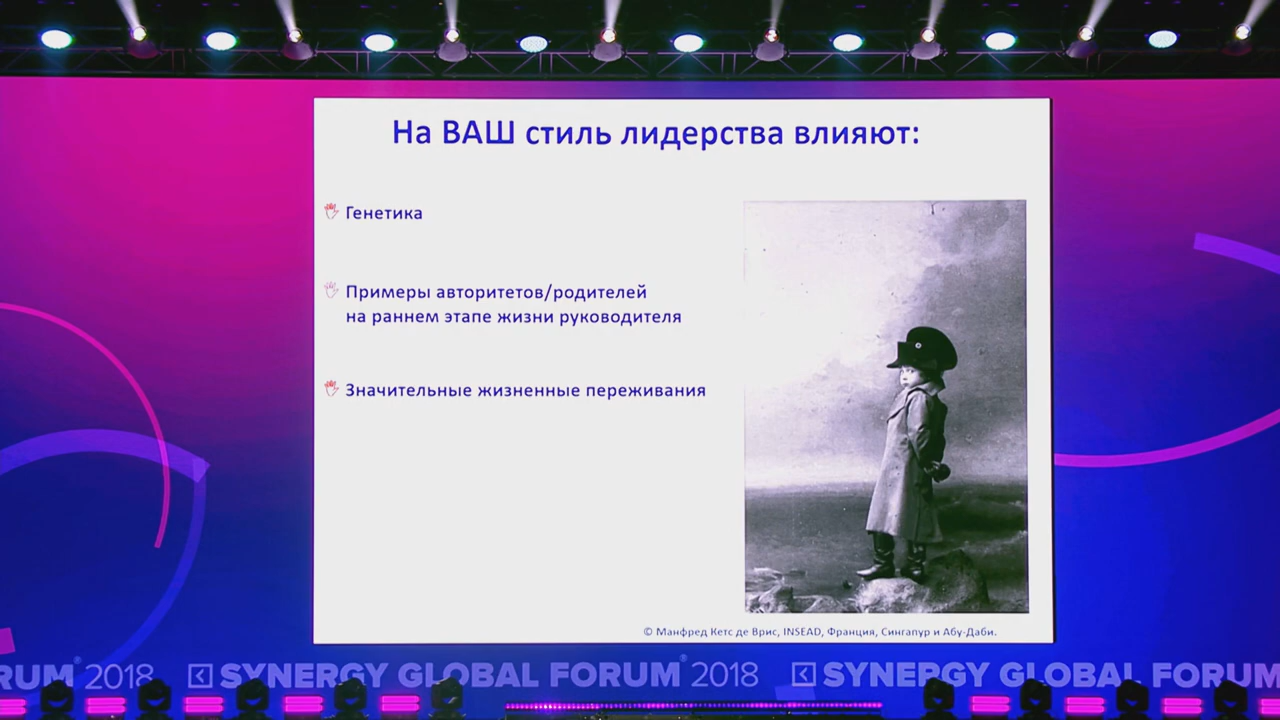 На ВАШ стиль лидерства влияют:
Генетика
Примеры авторитетов/родителей
на раннем этапе жизни руководителя
Значительные жизненные переживания
© Манфред Кетс де Врис, INSEAD, Франция, Сингапур и Абу-Даби.
RUM® 2018 SYNERGY GLOBAL FORUM® 2018 SYNERGY GLOBAL FORUM